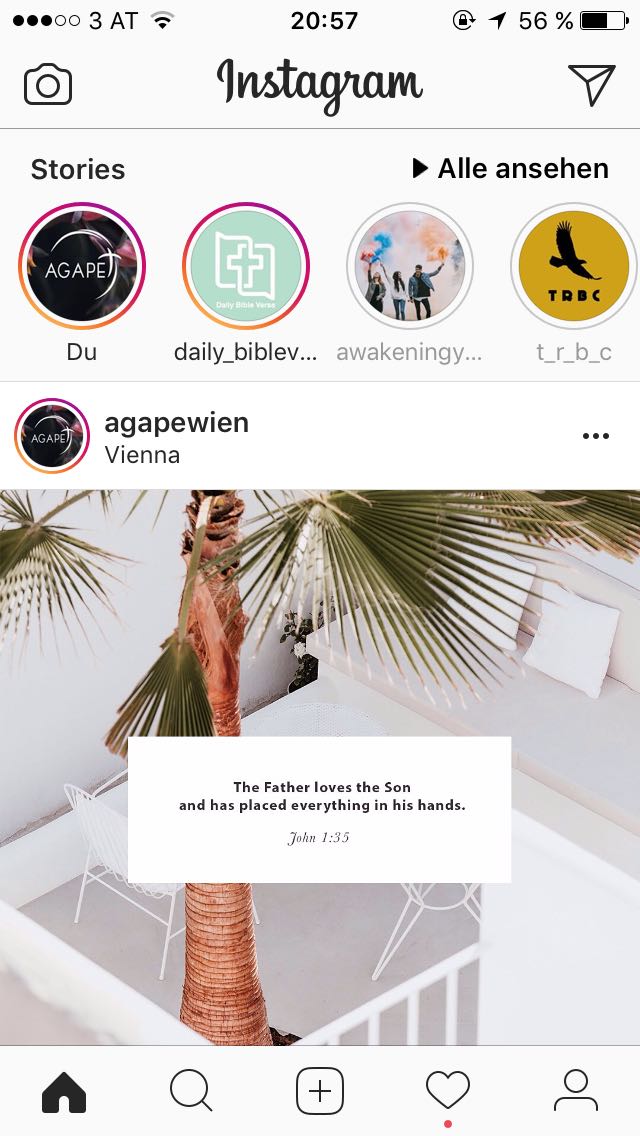 3 AT 20:57 56 %
Instagram
Stories Alle ansehen
AGAPE
Daily Bible Verse
TRBC
Du daily_biblev... awakeningy... t_r_b_c
AGAPE
agapewien
Vienna
The Father loves the Son
and has placed everything in his hands.
John 1:35